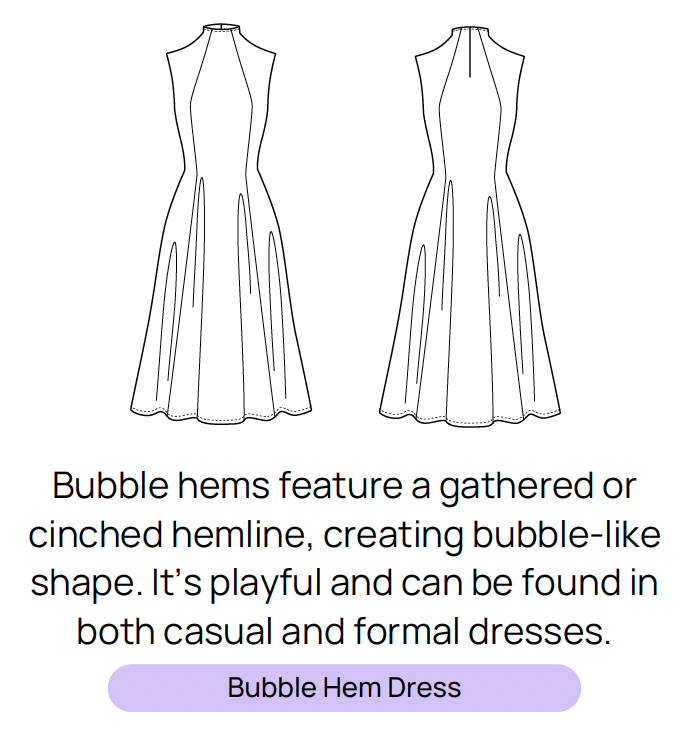 Bubble hems feature a gathered or
cinched hemline, creating bubble-like
shape. It’s playful and can be found in
both casual and formal dresses.
Bubble Hem Dress